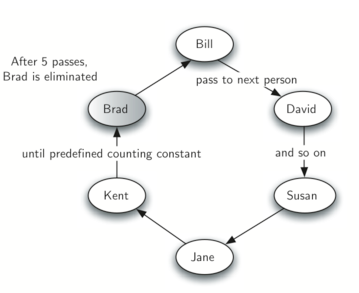 Bill
After 5 passes,
Brad is eliminated
pass to next person
Brad
David
until predefined counting constant
and so on
Kent
Susan
Jane